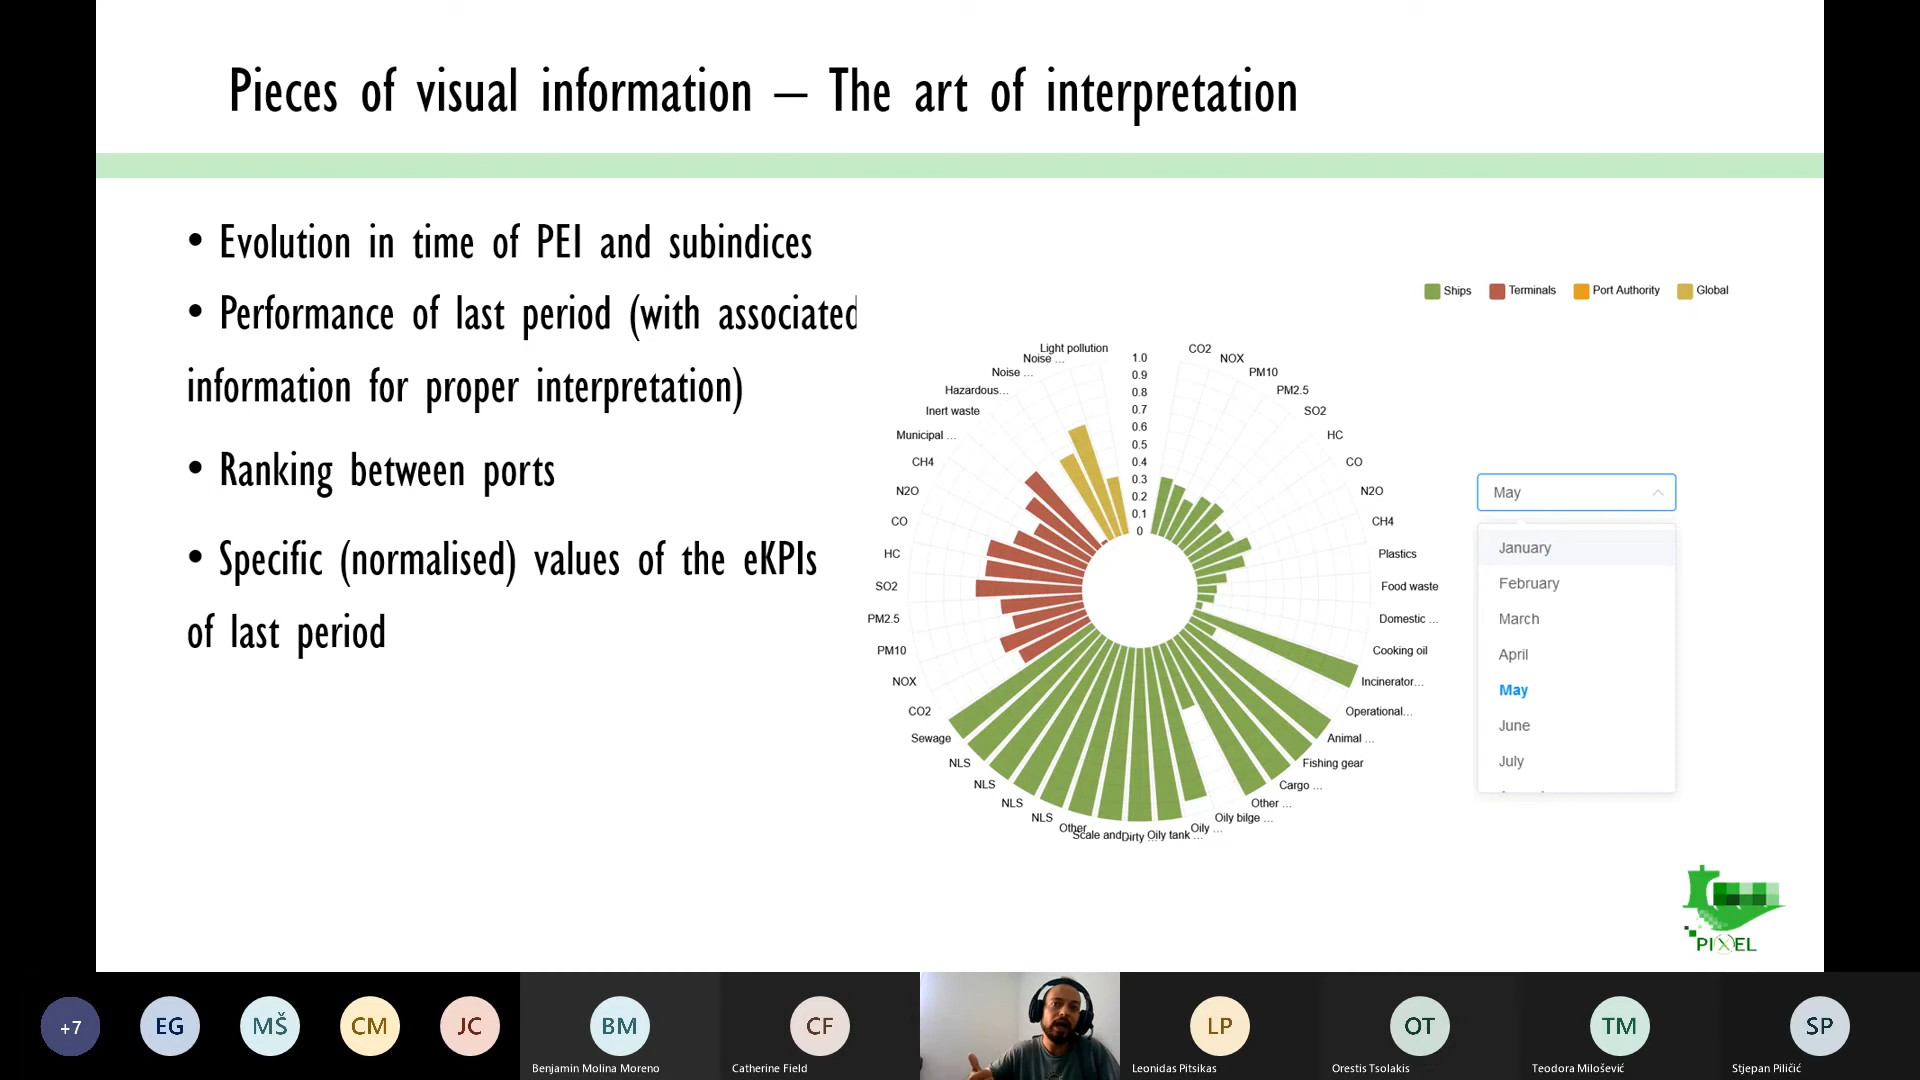 Pieces of visual information – The art of interpretation
• Evolution in time of PEI and subindices
• Performance of last period (with associated
information for proper interpretation)
• Ranking between ports
• Specific (normalised) values of the eKPIs
of last period
Ships
Terminals
Port Authority
Global
1.0
0.9
0.8
0.7
0.6
0.5
0.4
0.3
0.2
0.1
0
CO2
NOX
PM10
PM2.5
SO2
HC
CO
N2O
CH4
Plastics
Food waste
Domestic ...
Cooking oil
Incinerator...
Operational...
Animal ...
Fishing gear
Cargo ...
Other ...
Oily bilge ...
Oily ...
Oily tank ...
Dirty ...
Scale and
Other
NLS
NLS
NLS
NLS
Sewage
CO2
NOX
PM10
PM2.5
SO2
HC
CO
N2O
CH4
Municipal ...
Inert waste
Hazardous...
Noise ...
Noise ...
Light pollution
May
January
February
March
April
May
June
July
PIXEL
+7
EG
MŠ
CM
JC
BM
Benjamin Molina Moreno
CF
Catherine Field
LP
Leonidas Pitsikas
OT
Orestis Tsolakis
TM
Teodora Milošević
SP
Stjepan Piličić